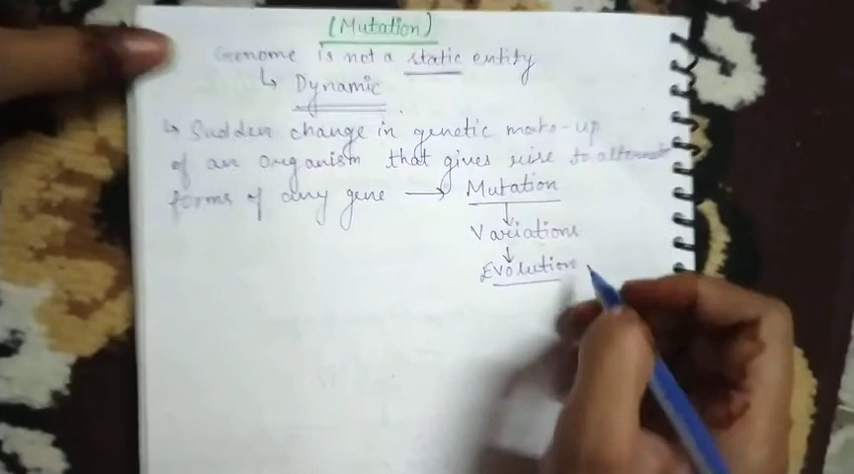 (Mutation)
Genome is not a static entity
↳ Dynamic.
↳ Sudden change in genetic make-up
of an organism that gives rise to alternate
forms of any gene → Mutation
↓
Variations
↓
Evolution